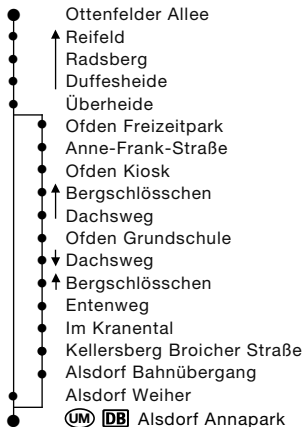 Ottenfelder Allee
Reifeld
Radsberg
Duffesheide
Überheide
Ofden Freizeitpark
Anne-Frank-Straße
Ofden Kiosk
Bergschlösschen
Dachsweg
Ofden Grundschule
Dachsweg
Bergschlösschen
Entenweg
Im Kranental
Kellersberg Broicher Straße
Alsdorf Bahnübergang
Alsdorf Weiher
UM DB Alsdorf Annapark